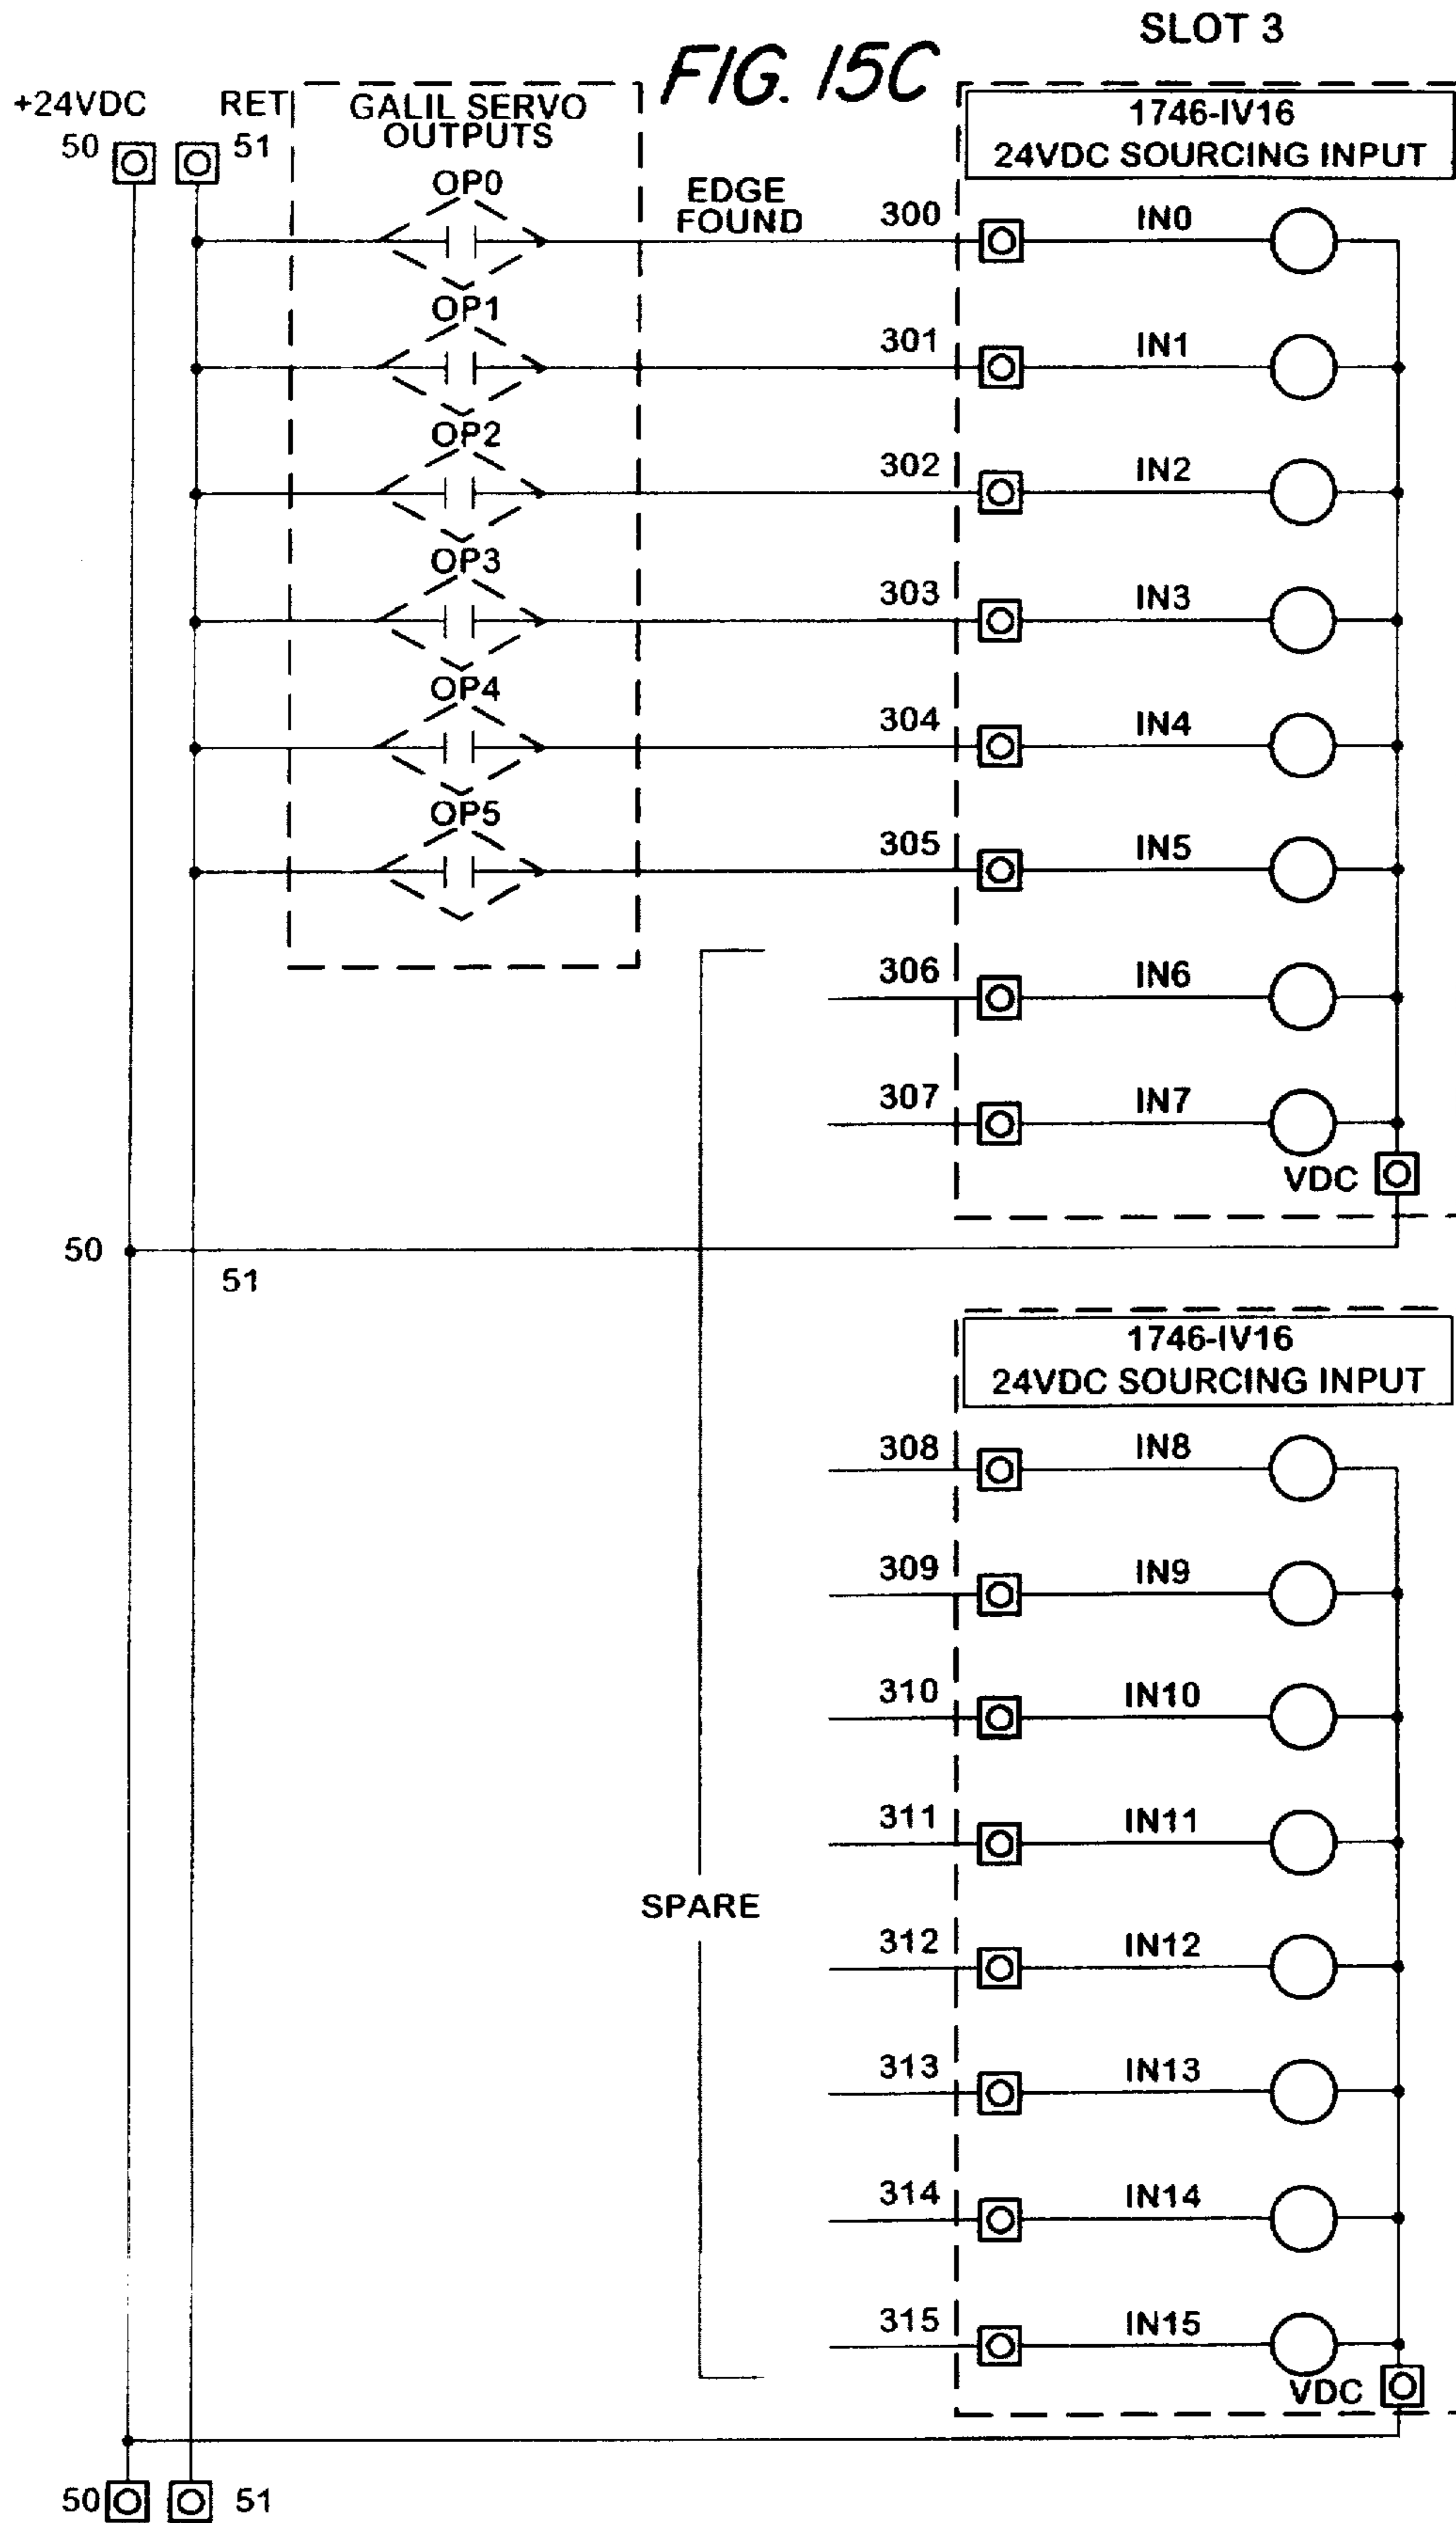 SLOT 3
FIG. 15C
+24VDC
RET
50
51
GALIL SERVO
OUTPUTS
1746-IV16
24VDC SOURCING INPUT
OP0
EDGE
FOUND
300
IN0
OP1
301
IN1
OP2
302
IN2
OP3
303
IN3
OP4
304
IN4
OP5
305
IN5
306
IN6
307
IN7
VDC
50
51
1746-IV16
24VDC SOURCING INPUT
308
IN8
309
IN9
310
IN10
311
IN11
SPARE
312
IN12
313
IN13
314
IN14
315
IN15
VDC
50
51